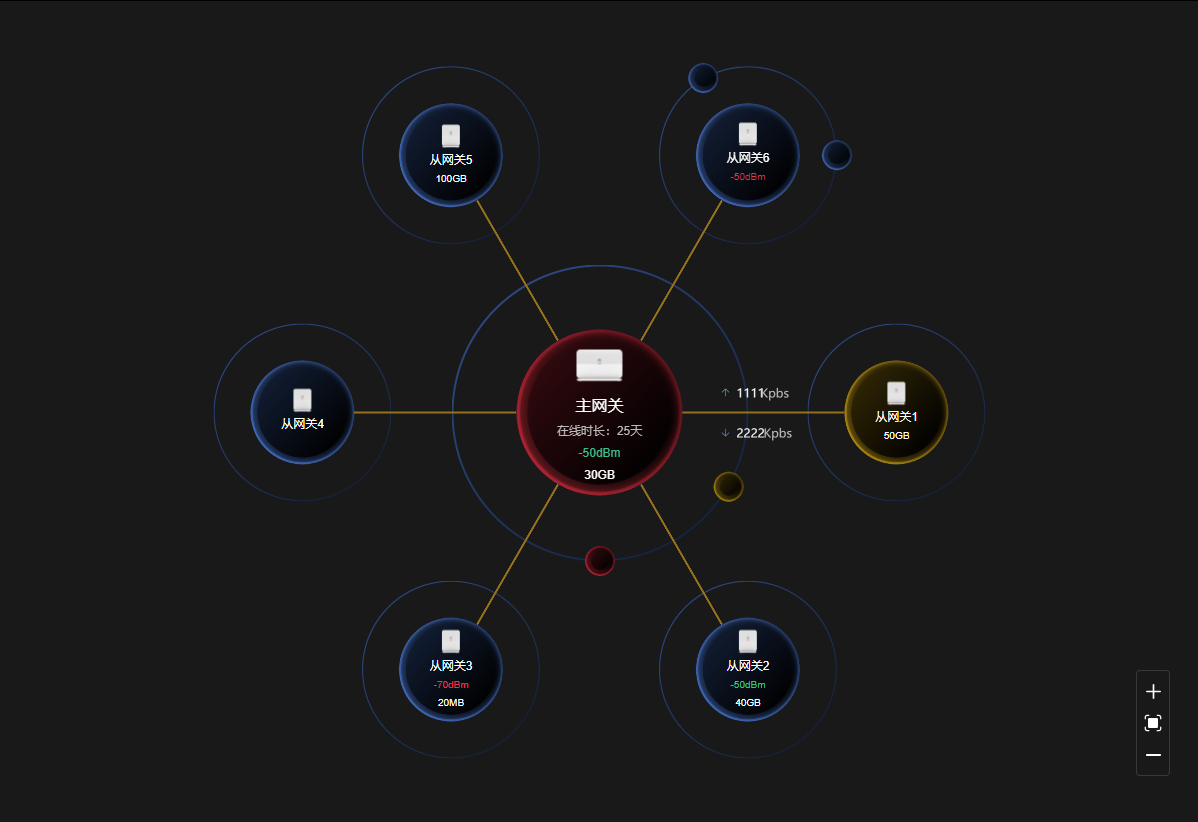 从网关5
100GB
从网关6
-50dBm
主网关
在线时长：25天
-50dBm
30GB
↑ 1111Kpbs
↓ 2222Kpbs
从网关4
从网关1
50GB
从网关3
-70dBm
20MB
从网关2
-50dBm
40GB